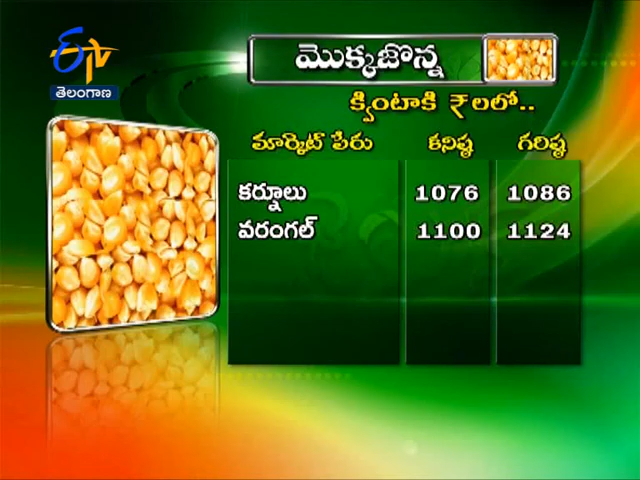 ETV
తెలంగాణ
మొక్కజొన్న
క్వింటాకి ₹లలో..
మార్కెట్ పేరు కనిష్ఠ గరిష్ఠ
కర్నూలు 1076 1086
వరంగల్ 1100 1124